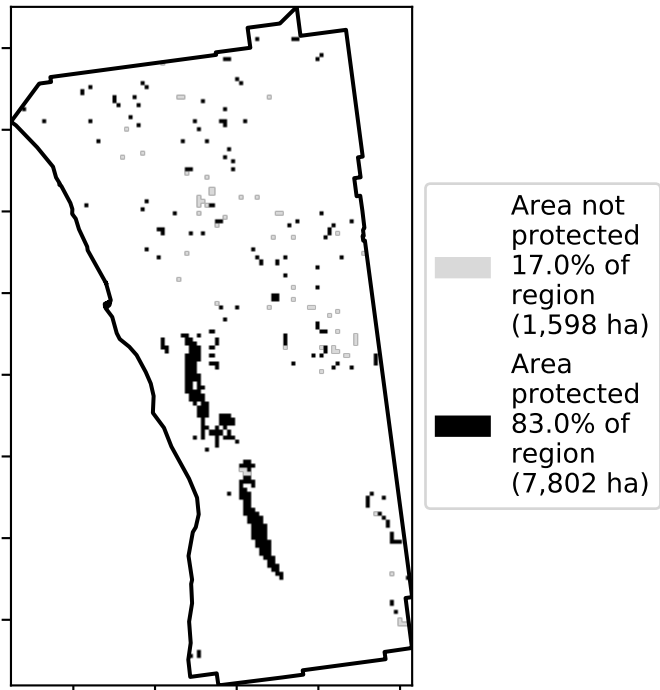 Area not
protected
17.0% of
region
(1,598 ha)
Area
protected
83.0% of
region
(7,802 ha)